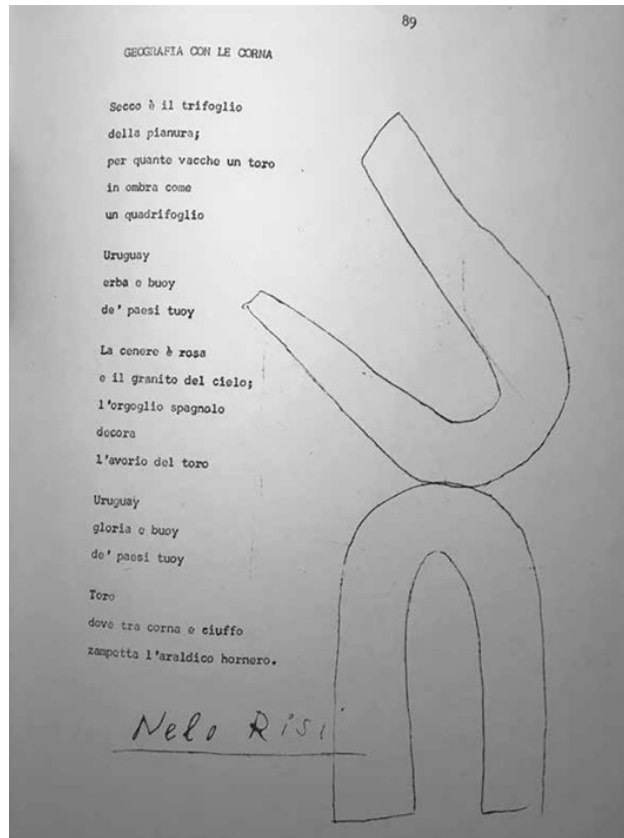 89
GEOGRAFIA CON LE CORNA
Secco è il trifoglio
della pianura;
per quante vacche un toro
in ombra come
un quadrifoglio
Uruguay
erba e buoy
de' paesi tuoy
La cenere è rosa
e il granito del cielo;
l'orgoglio spagnolo
decora
l'avorio del toro
Uruguay
gloria e buoy
de' paesi tuoy
Toro
dove tra corna e ciuffo
zampetta l'araldico hornero.
Nelo Risi